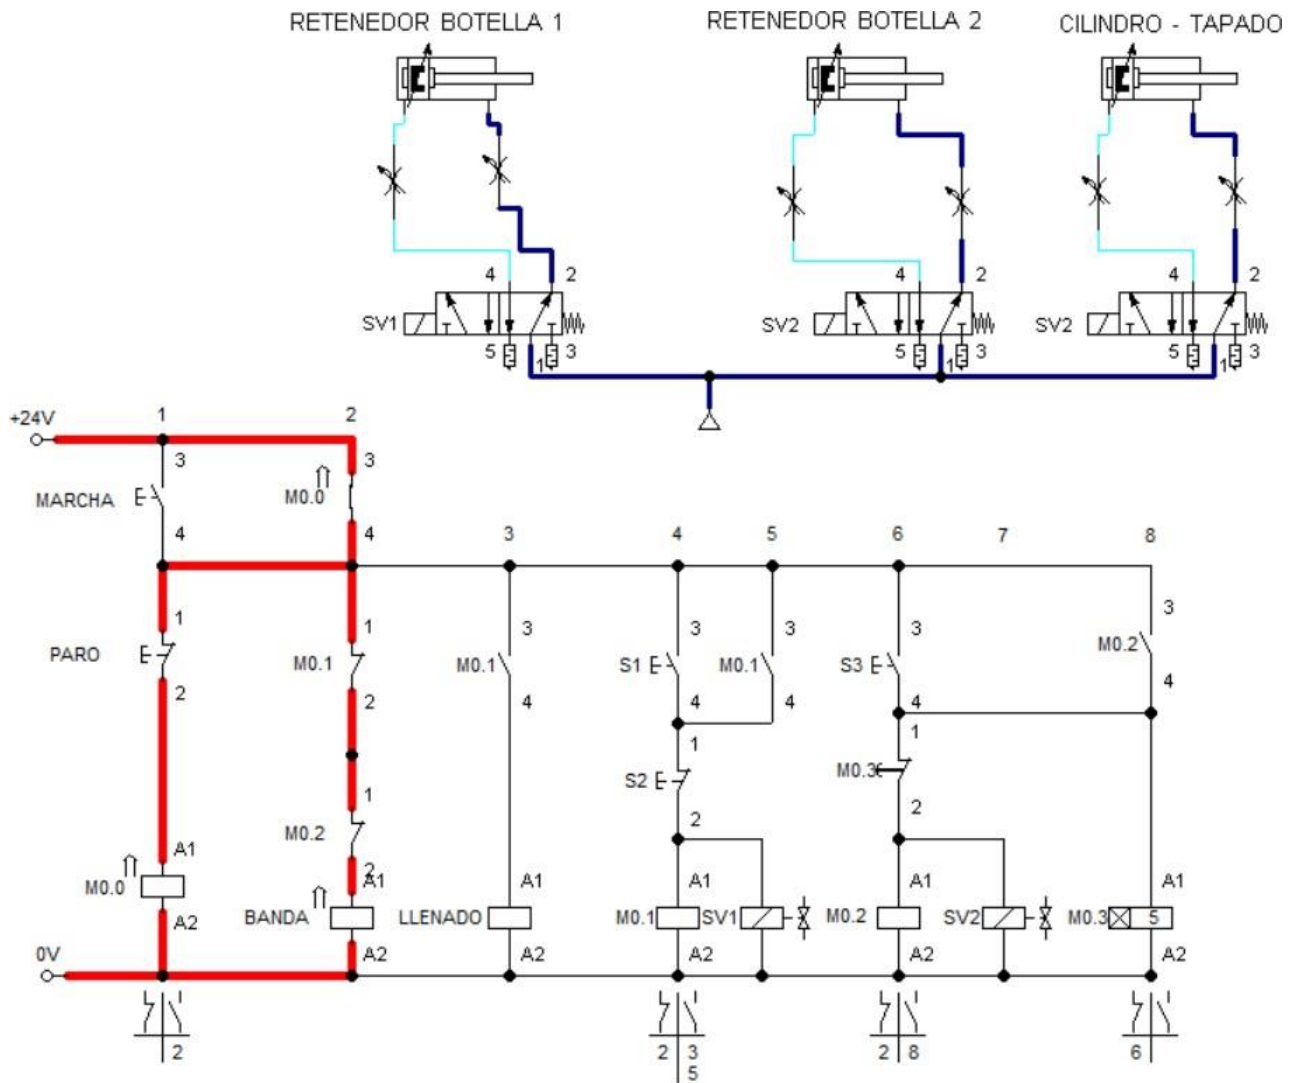 RETENEDOR BOTELLA 1 RETENEDOR BOTELLA 2 CILINDRO - TAPADO
4 2 4 2 4 2
SV1 SV2 SV2
5 1 3 5 1 3 5 1 3
+24V 1 2
3 3
MARCHA M0.0
4 4 3 4 5 6 7 8
1 1 3 3 3 3 3
PARO M0.1 M0.1 S1 M0.1 S3 M0.2
2 2 4 4 4 4 4
1 1
S2 M0.3
1 2 2
M0.2
A1 2
M0.0 A1 A1 A1 A1 A1
BANDA LLENADO M0.1 SV1 M0.2 SV2 M0.3 5
A2 A2 A2 A2 A2 A2
0V
2 2 3 2 8 6
5